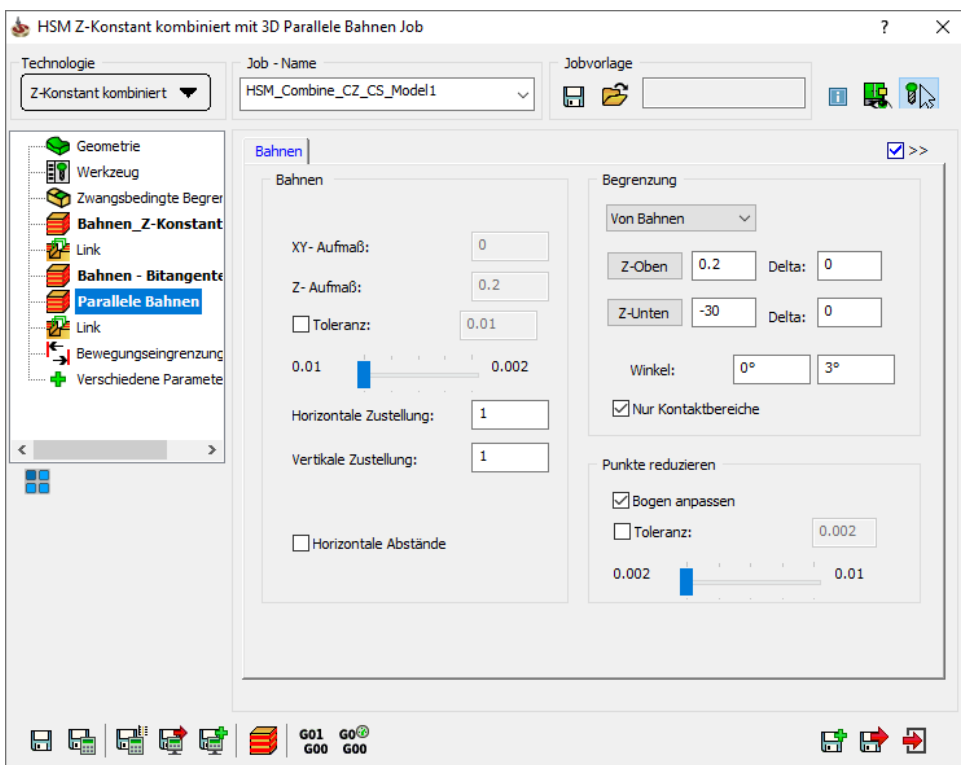 HSM Z-Konstant kombiniert mit 3D Parallele Bahnen Job
?
Technologie
Z-Konstant kombiniert
Job - Name
HSM_Combine_CZ_CS_Model1
Jobvorlage
Geometrie
Werkzeug
Zwangsbedingte Begrer
Bahnen_Z-Konstant
Link
Bahnen - Bitangente
Parallele Bahnen
Link
Bewegungseingrenzung
Verschiedene Paramete
Bahnen
>>
Bahnen
XY- Aufmaß: 0
Z- Aufmaß: 0.2
Toleranz: 0.01
0.01 0.002
Horizontale Zustellung: 1
Vertikale Zustellung: 1
Horizontale Abstände
Begrenzung
Von Bahnen
Z-Oben 0.2 Delta: 0
Z-Unten -30 Delta: 0
Winkel: 0° 3°
Nur Kontaktbereiche
Punkte reduzieren
Bogen anpassen
Toleranz: 0.002
0.002 0.01
G01 G0
G00 G00